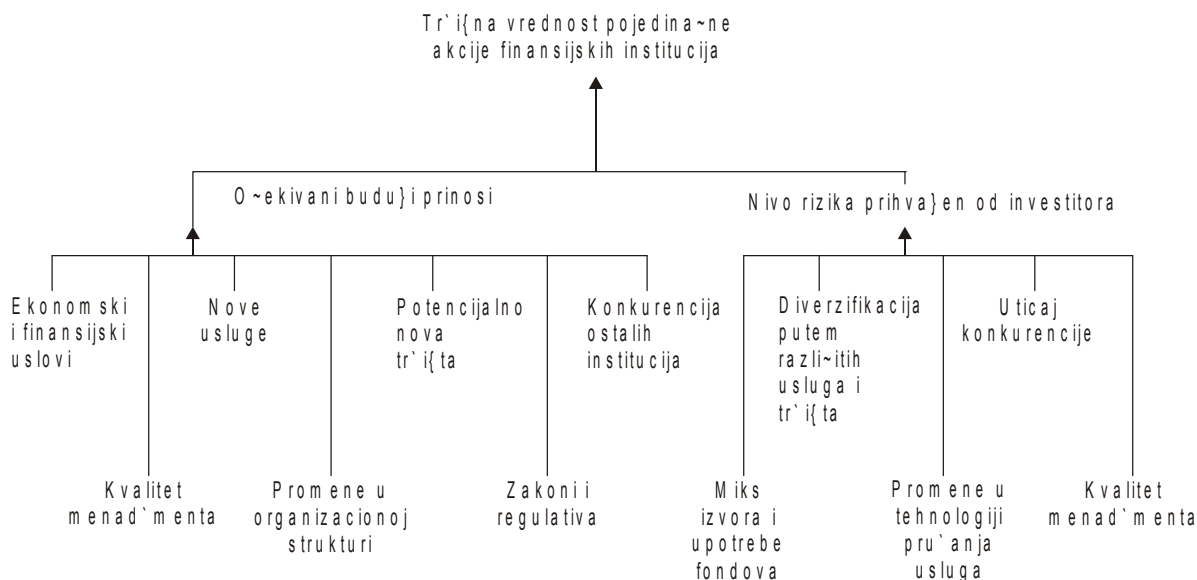 Tr`i{na vrednost pojedina~ne
akcije finansijskih institucija
O~ekivani budu}i prinosi
Nivo rizika prihva}en od investitora
Ekonomski
i finansijski
uslovi
Nove
usluge
Potencijalno
nova
tr`i{ta
Konkurencija
ostalih
institucija
Diverzifikacija
putem
razli~itih
usluga i
tr`i{ta
Uticaj
konkurencije
Kvalitet
menad`menta
Promene u
organizacionoj
strukturi
Zakoni i
regulativa
Miks
izvora i
upotrebe
fondova
Promene u
tehnologiji
pru`anja
usluga
Kvalitet
menad`menta